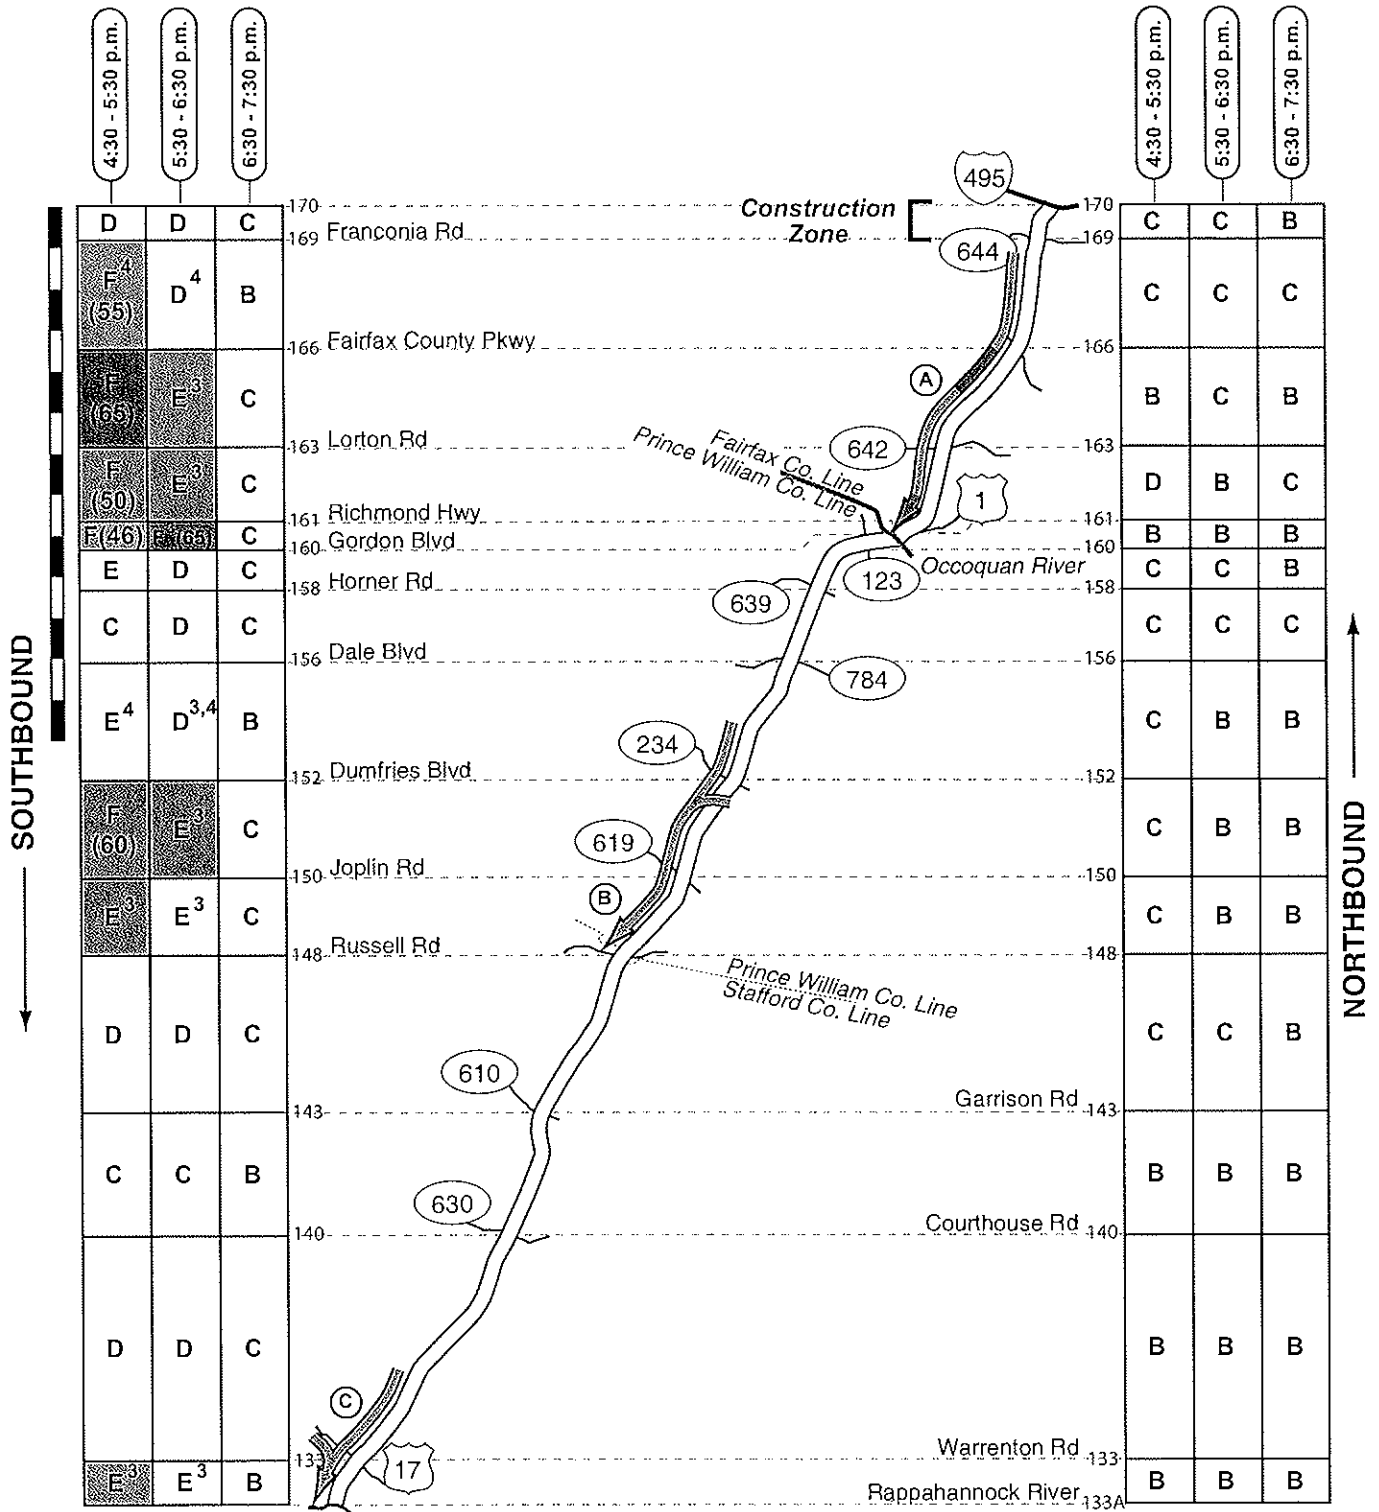 4:30 - 5:30 p.m.
5:30 - 6:30 p.m.
6:30 - 7:30 p.m.
4:30 - 5:30 p.m.
5:30 - 6:30 p.m.
6:30 - 7:30 p.m.
495
D D C 170 Construction Zone 170 C C B
169 Franconia Rd 644 169
F4 (55) D4 B C C C
166 Fairfax County Pkwy 166
F (65) E3 C A B C B
163 Lorton Rd 642 163
Fairfax Co. Line
Prince William Co. Line
F (50) E3 C 1 D B C
161 Richmond Hwy 161
F(46) (65) C B B B
160 Gordon Blvd 160
E D C 123 Occoquan River C C B
158 Horner Rd 639 158
C D C C C C
156 Dale Blvd 784 156
E4 D3,4 B 234 C B B
152 Dumfries Blvd 152
F (60) E3 C 619 C B B
150 Joplin Rd 150
E3 E3 C B C B B
148 Russell Rd 148
Prince William Co. Line
Stafford Co. Line
D D C 610 C C B
143 Garrison Rd 143
C C B 630 B B B
140 Courthouse Rd 140
D D C C B B B
133 17 Warrenton Rd 133
E3 E3 B B B B
Rappahannock River 133A
SOUTHBOUND
NORTHBOUND